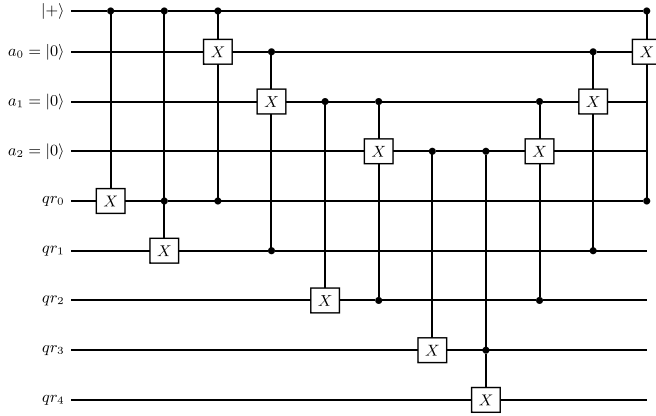 |+⟩
a₀ = |0⟩ X
a₁ = |0⟩ X X
a₂ = |0⟩ X X
qr₀ X
qr₁ X
qr₂ X
qr₃ X
qr₄ X
X